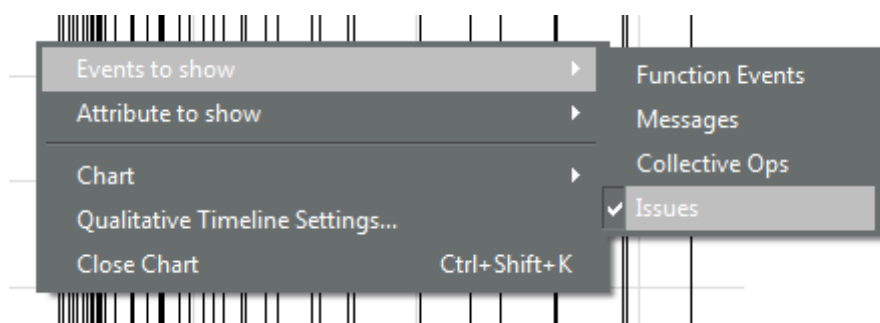 Events to show
Attribute to show
Chart
Qualitative Timeline Settings...
Close Chart Ctrl+Shift+K
Function Events
Messages
Collective Ops
Issues